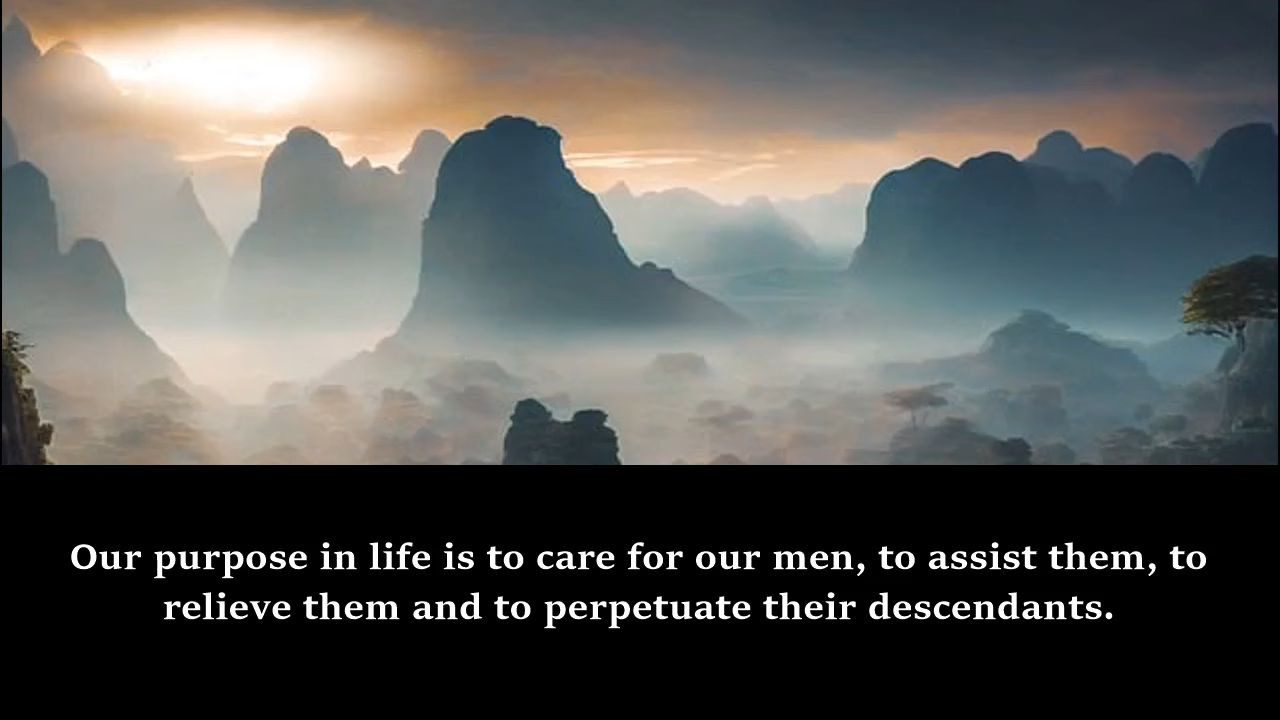 Our purpose in life is to care for our men, to assist them, to
relieve them and to perpetuate their descendants.